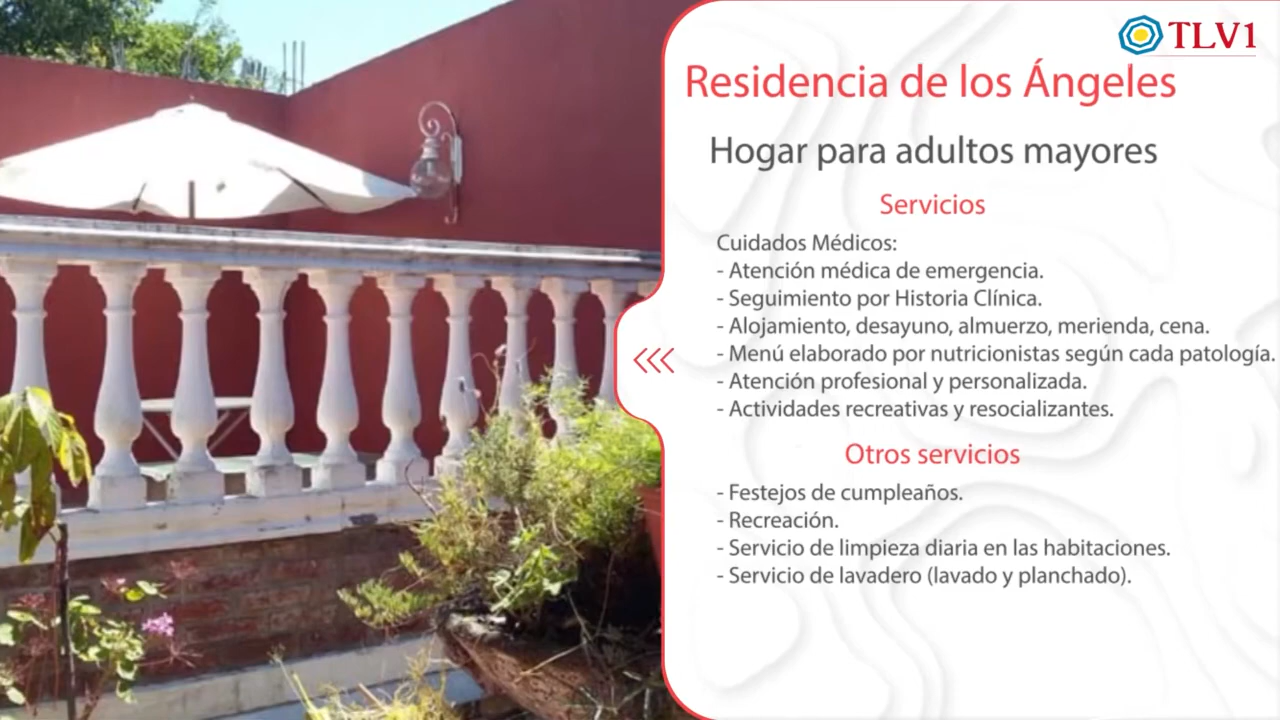 TLV1
Residencia de los Ángeles
Hogar para adultos mayores
Servicios
Cuidados Médicos:
- Atención médica de emergencia.
- Seguimiento por Historia Clínica.
- Alojamiento, desayuno, almuerzo, merienda, cena.
- Menú elaborado por nutricionistas según cada patología.
- Atención profesional y personalizada.
- Actividades recreativas y resocializantes.
Otros servicios
- Festejos de cumpleaños.
- Recreación.
- Servicio de limpieza diaria en las habitaciones.
- Servicio de lavadero (lavado y planchado).